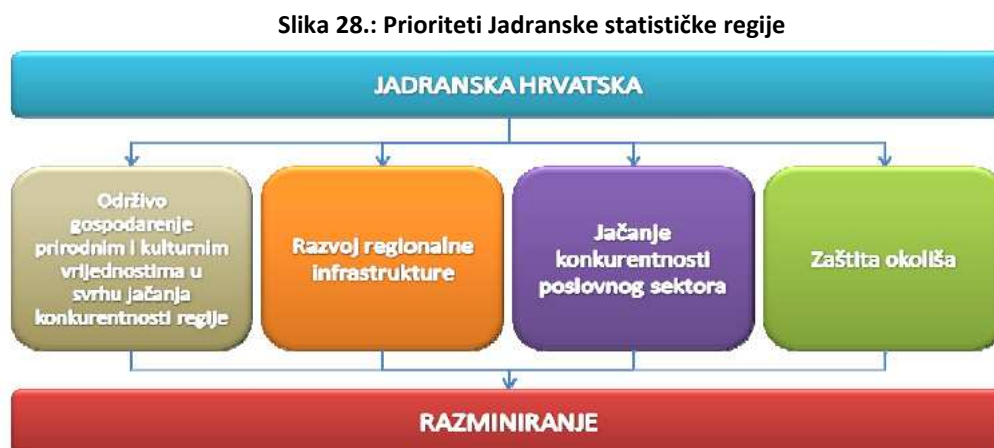 Slika 28.: Prioriteti Jadranske statističke regije
JADRANSKA HRVATSKA
Održivo
gospodarenje
prirodnim i kulturnim
vrijednostima u
svrhu jačanja
konkurentnosti regije
Razvoj regionalne
infrastrukture
Jačanje
konkurentnosti
poslovnog sektora
Zaštita okoliša
RAZMINIRANJE